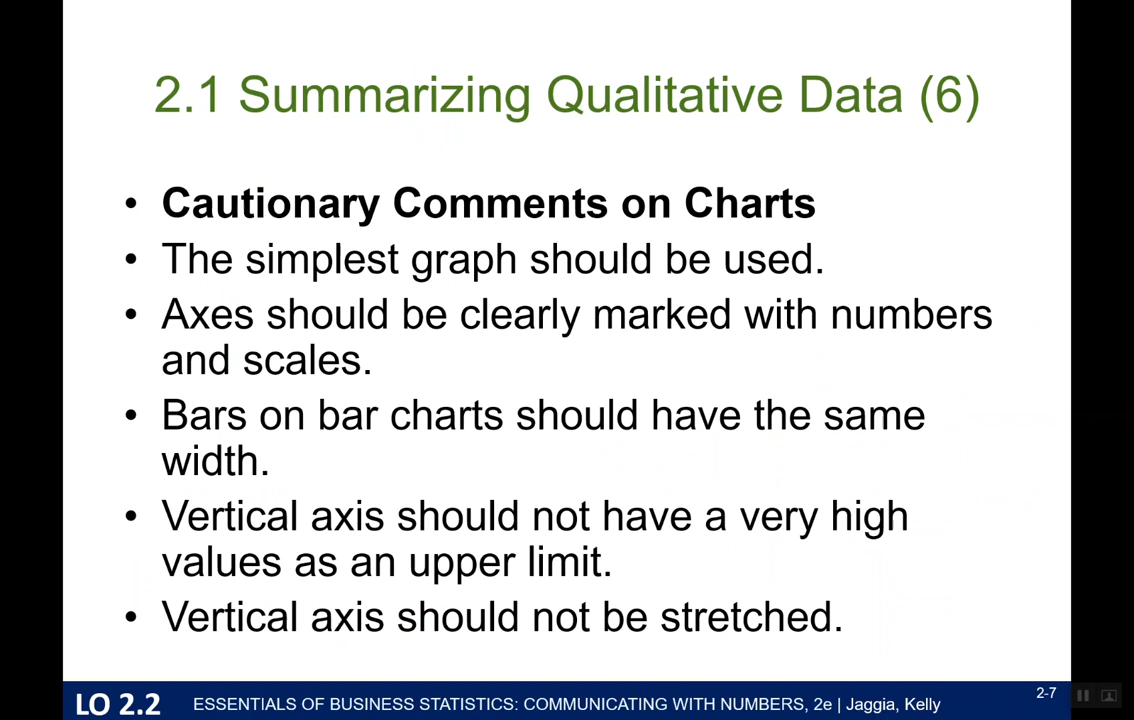 2.1 Summarizing Qualitative Data (6)
• Cautionary Comments on Charts
• The simplest graph should be used.
• Axes should be clearly marked with numbers
and scales.
• Bars on bar charts should have the same
width.
• Vertical axis should not have a very high
values as an upper limit.
• Vertical axis should not be stretched.
LO 2.2 ESSENTIALS OF BUSINESS STATISTICS: COMMUNICATING WITH NUMBERS, 2e | Jaggia, Kelly 2-7